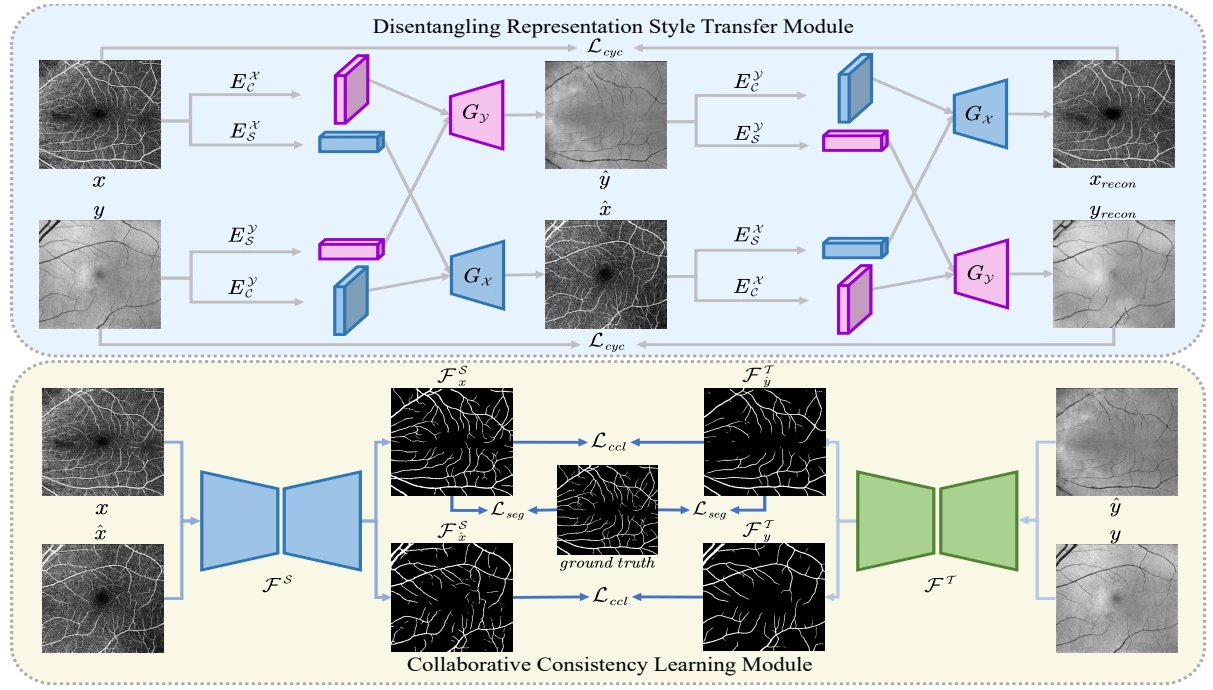 Disentangling Representation Style Transfer Module
ℒ_cyc
E_𝒞^𝒳
E_𝒮^𝒳
G_𝒴
E_𝒞^𝒴
E_𝒮^𝒴
G_𝒳
x
ŷ
x_recon
y
x̂
y_recon
E_𝒮^𝒴
E_𝒞^𝒴
G_𝒳
E_𝒮^𝒳
E_𝒞^𝒳
G_𝒴
ℒ_cyc
ℱ_x^𝒮
ℱ_ŷ^𝒯
ℒ_ccl
x
ℒ_seg
ℒ_seg
ŷ
x̂
ℱ_x̂^𝒮
ℱ_y^𝒯
y
ground truth
ℱ^𝒮
ℱ^𝒯
ℒ_ccl
Collaborative Consistency Learning Module